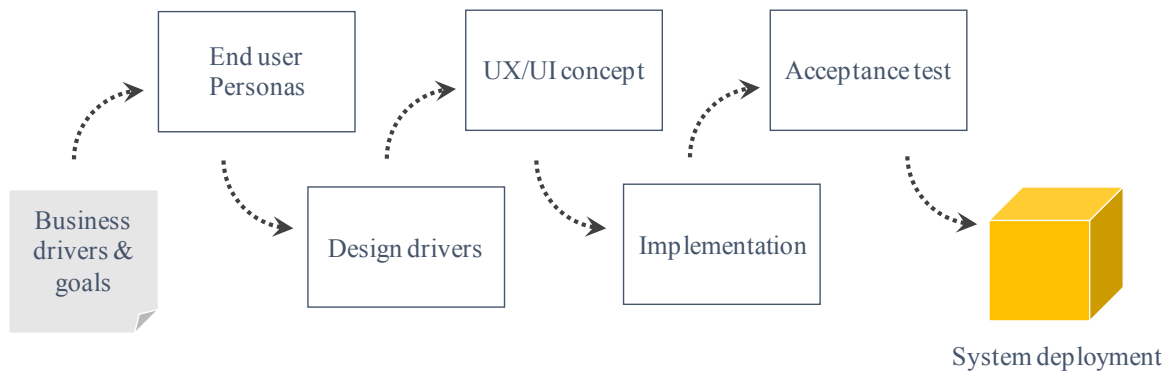 Business
drivers &
goals
End user
Personas
Design drivers
UX/UI concept
Implementation
Acceptance test
System deployment